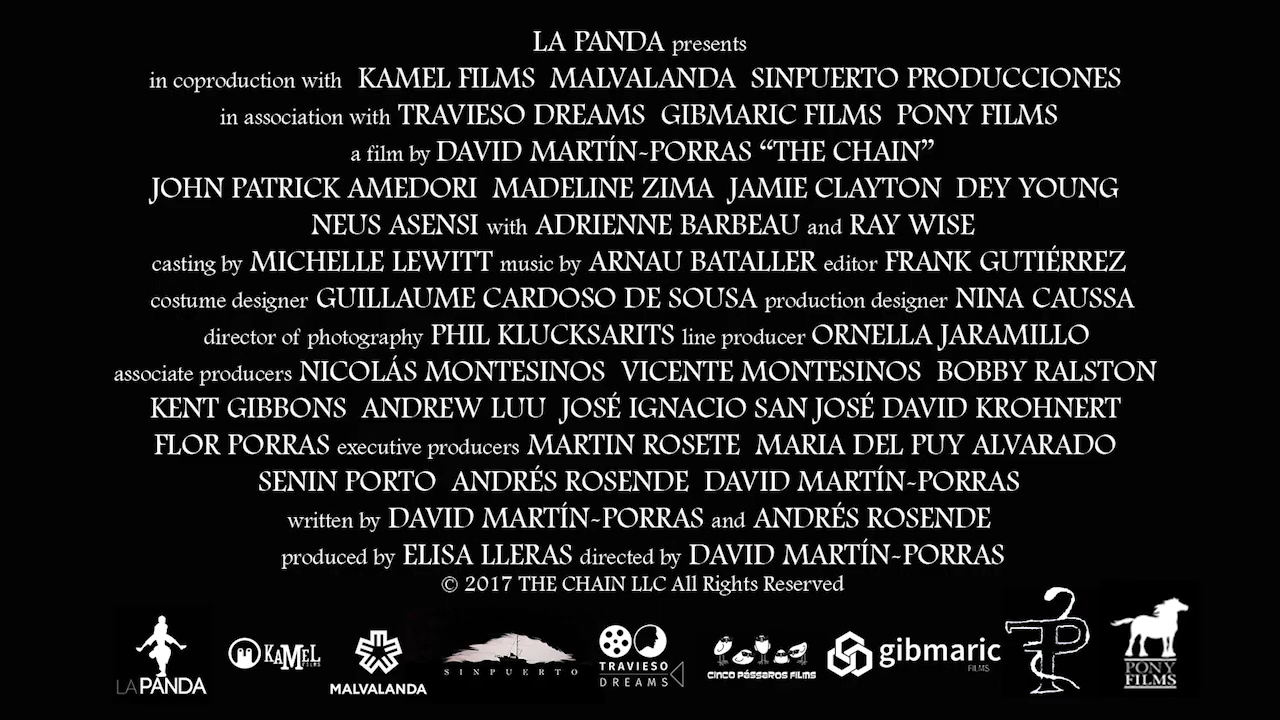 LA PANDA presents
in coproduction with KAMEL FILMS MALVALANDA SINPUERTO PRODUCCIONES
in association with TRAVIESO DREAMS GIBMARIC FILMS PONY FILMS
a film by DAVID MARTÍN-PORRAS “THE CHAIN”
JOHN PATRICK AMEDORI MADELINE ZIMA JAMIE CLAYTON DEY YOUNG
NEUS ASENSI with ADRIENNE BARBEAU and RAY WISE
casting by MICHELLE LEWITT music by ARNAU BATALLER editor FRANK GUTIÉRREZ
costume designer GUILLAUME CARDOSO DE SOUSA production designer NINA CAUSSA
director of photography PHIL KLUCKSARITS line producer ORNELLA JARAMILLO
associate producers NICOLÁS MONTESINOS VICENTE MONTESINOS BOBBY RALSTON
KENT GIBBONS ANDREW LUU JOSÉ IGNACIO SAN JOSÉ DAVID KROHNERT
FLOR PORRAS executive producers MARTIN ROSETE MARIA DEL PUY ALVARADO
SENIN PORTO ANDRÉS ROSENDE DAVID MARTÍN-PORRAS
written by DAVID MARTÍN-PORRAS and ANDRÉS ROSENDE
produced by ELISA LLERAS directed by DAVID MARTÍN-PORRAS
© 2017 THE CHAIN LLC All Rights Reserved
LA PANDA
KAMEL
FILMS
MALVALANDA
SINPUERTO
TRAVIESO
DREAMS
CINCO PÁSSAROS FILMS
gibmaric
FILMS
PONY
FILMS